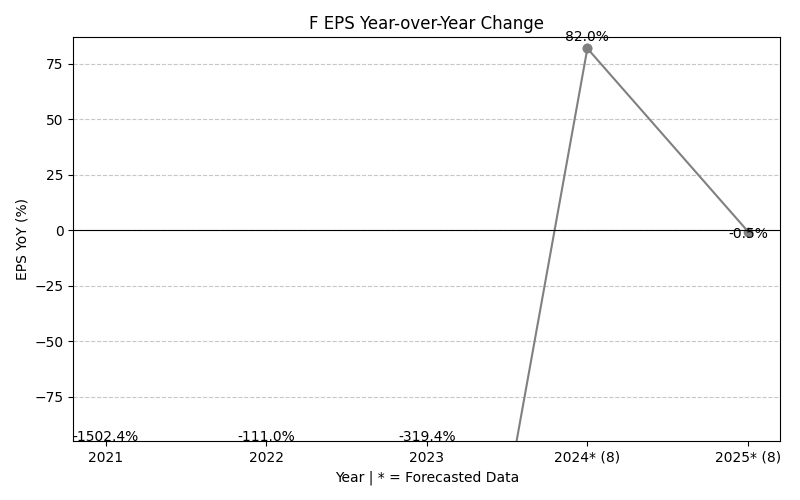 F EPS Year-over-Year Change
82.0%
75
50
25
0
-0.5%
EPS YoY (%)
−25
−50
−75
-1502.4% -111.0% -319.4%
2021 2022 2023 2024* (8) 2025* (8)
Year | * = Forecasted Data